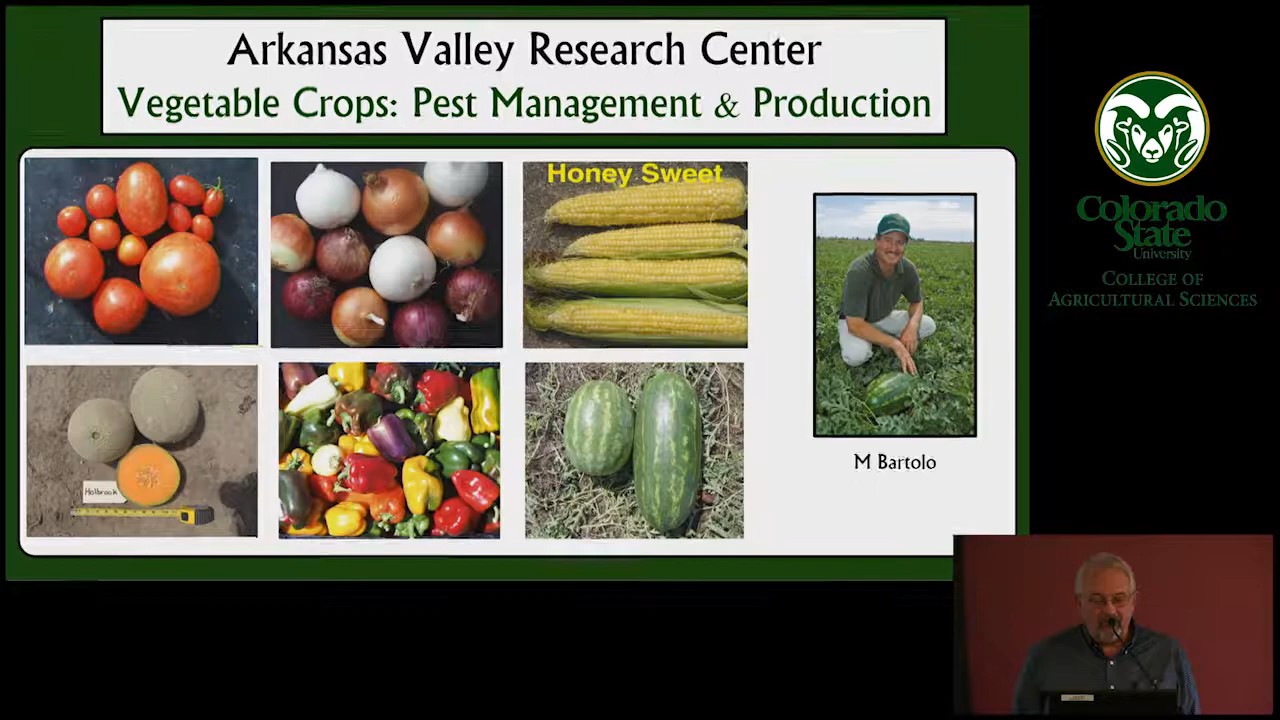 Arkansas Valley Research Center
Vegetable Crops: Pest Management & Production
Honey Sweet
Holbrook
M Bartolo
Colorado
State
University
COLLEGE OF
AGRICULTURAL SCIENCES